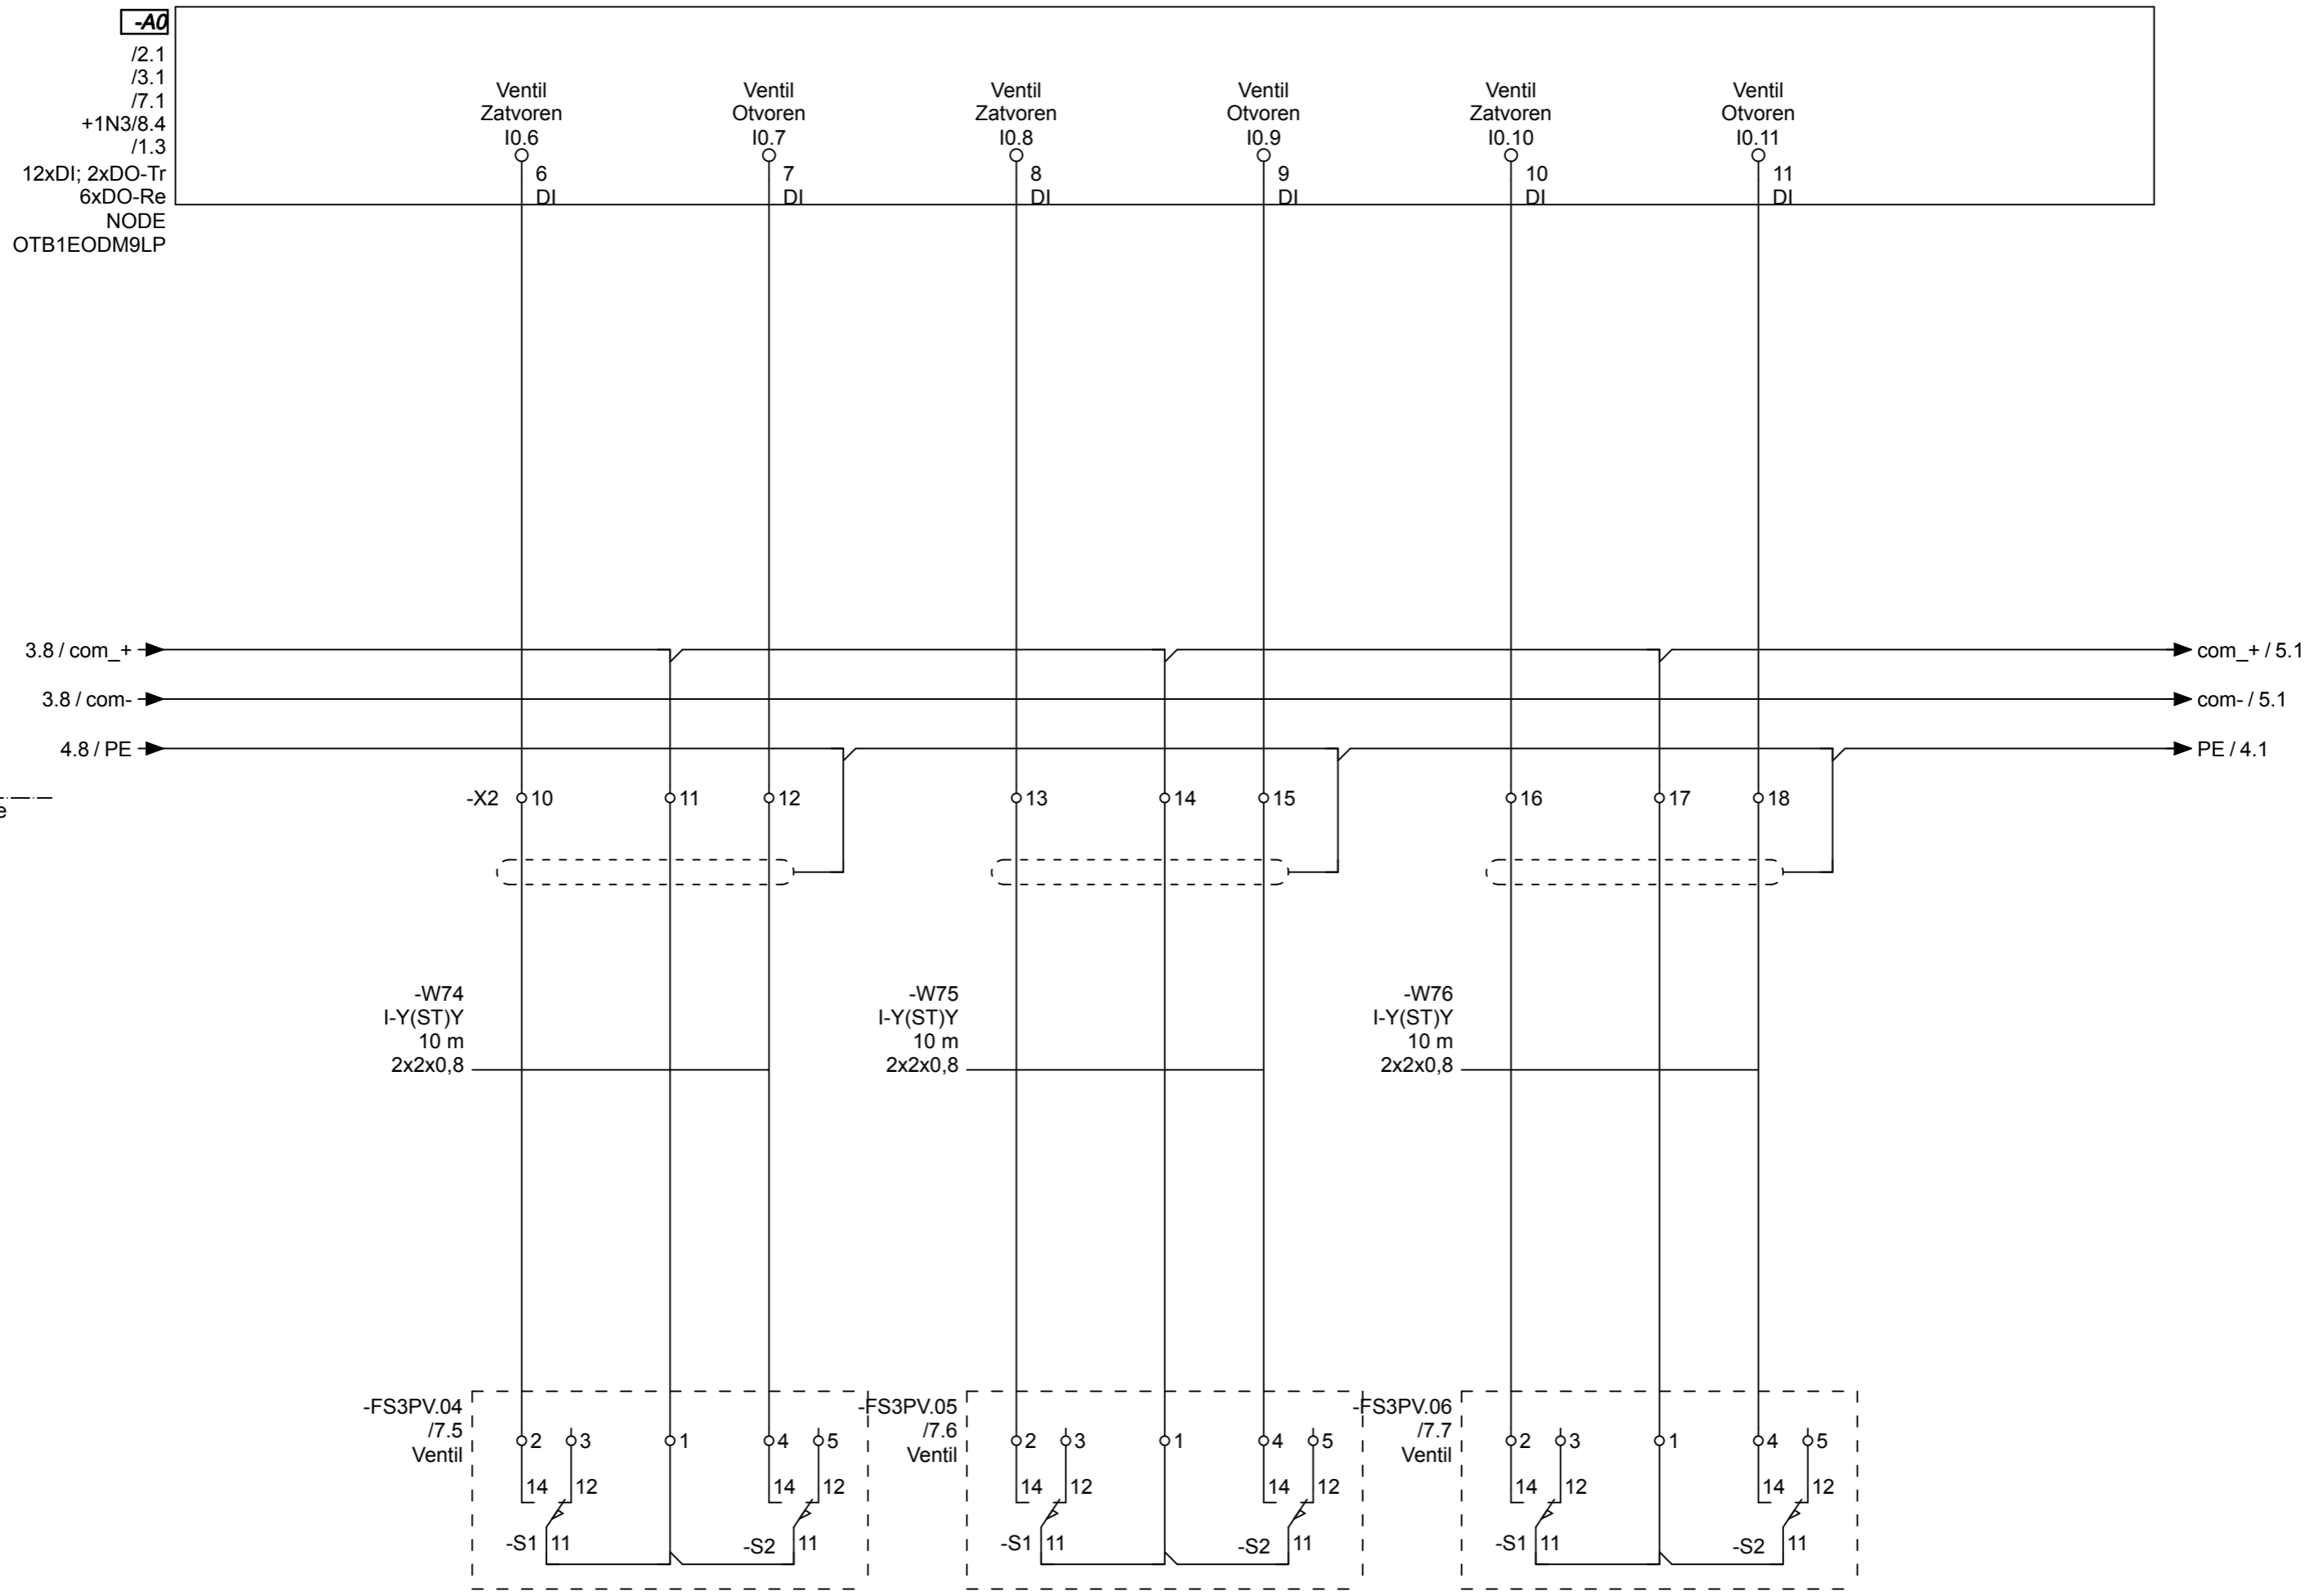 -A0
/2.1
/3.1
/7.1
+1N3/8.4
/1.3
12xDI; 2xDO-Tr
6xDO-Re
NODE
OTB1EODM9LP
Ventil
Zatvoren
I0.6
6
DI
Ventil
Otvoren
I0.7
7
DI
Ventil
Zatvoren
I0.8
8
DI
Ventil
Otvoren
I0.9
9
DI
Ventil
Zatvoren
I0.10
10
DI
Ventil
Otvoren
I0.11
11
DI
3.8 / com_+
com_+ / 5.1
3.8 / com-
com- / 5.1
4.8 / PE
PE / 4.1
e
-X2 10 11 12 13 14 15 16 17 18
-W74
I-Y(ST)Y
10 m
2x2x0,8
-W75
I-Y(ST)Y
10 m
2x2x0,8
-W76
I-Y(ST)Y
10 m
2x2x0,8
-FS3PV.04
/7.5
Ventil
2 3 1 4 5
14 12 14 12
-S1 11 -S2 11
-FS3PV.05
/7.6
Ventil
2 3 1 4 5
14 12 14 12
-S1 11 -S2 11
-FS3PV.06
/7.7
Ventil
2 3 1 4 5
14 12 14 12
-S1 11 -S2 11